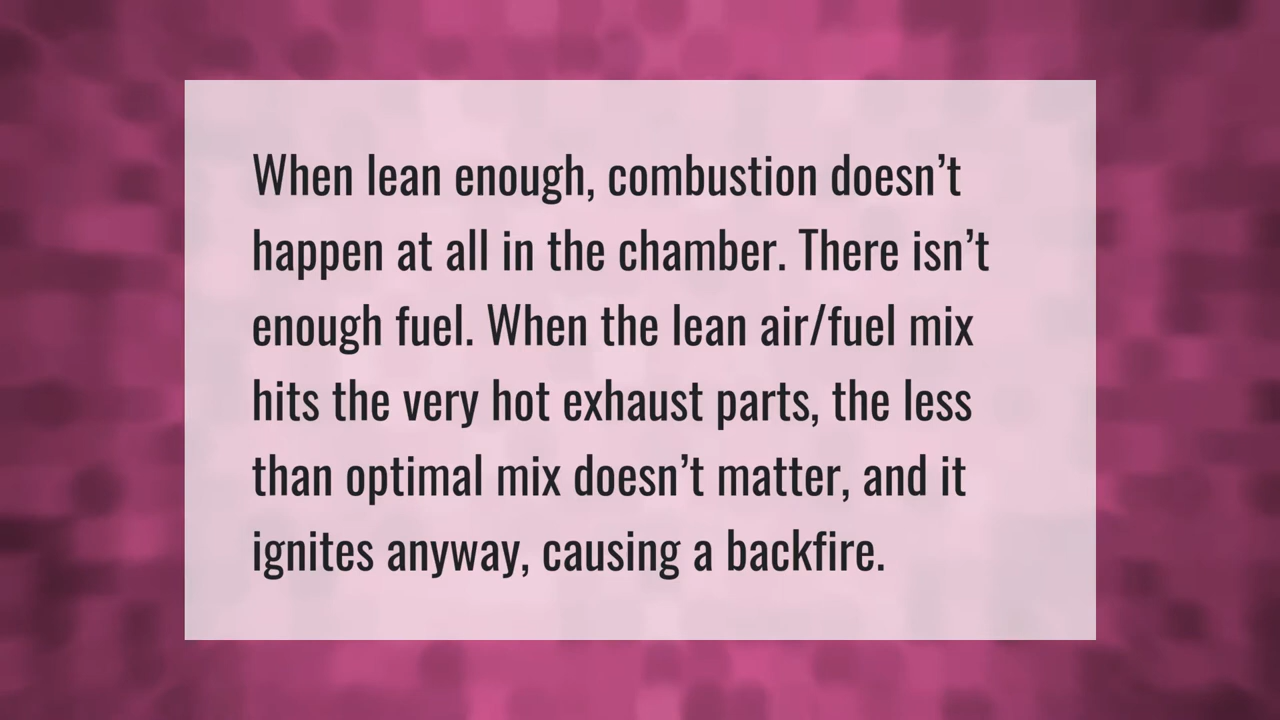 When lean enough, combustion doesn’t
happen at all in the chamber. There isn’t
enough fuel. When the lean air/fuel mix
hits the very hot exhaust parts, the less
than optimal mix doesn’t matter, and it
ignites anyway, causing a backfire.